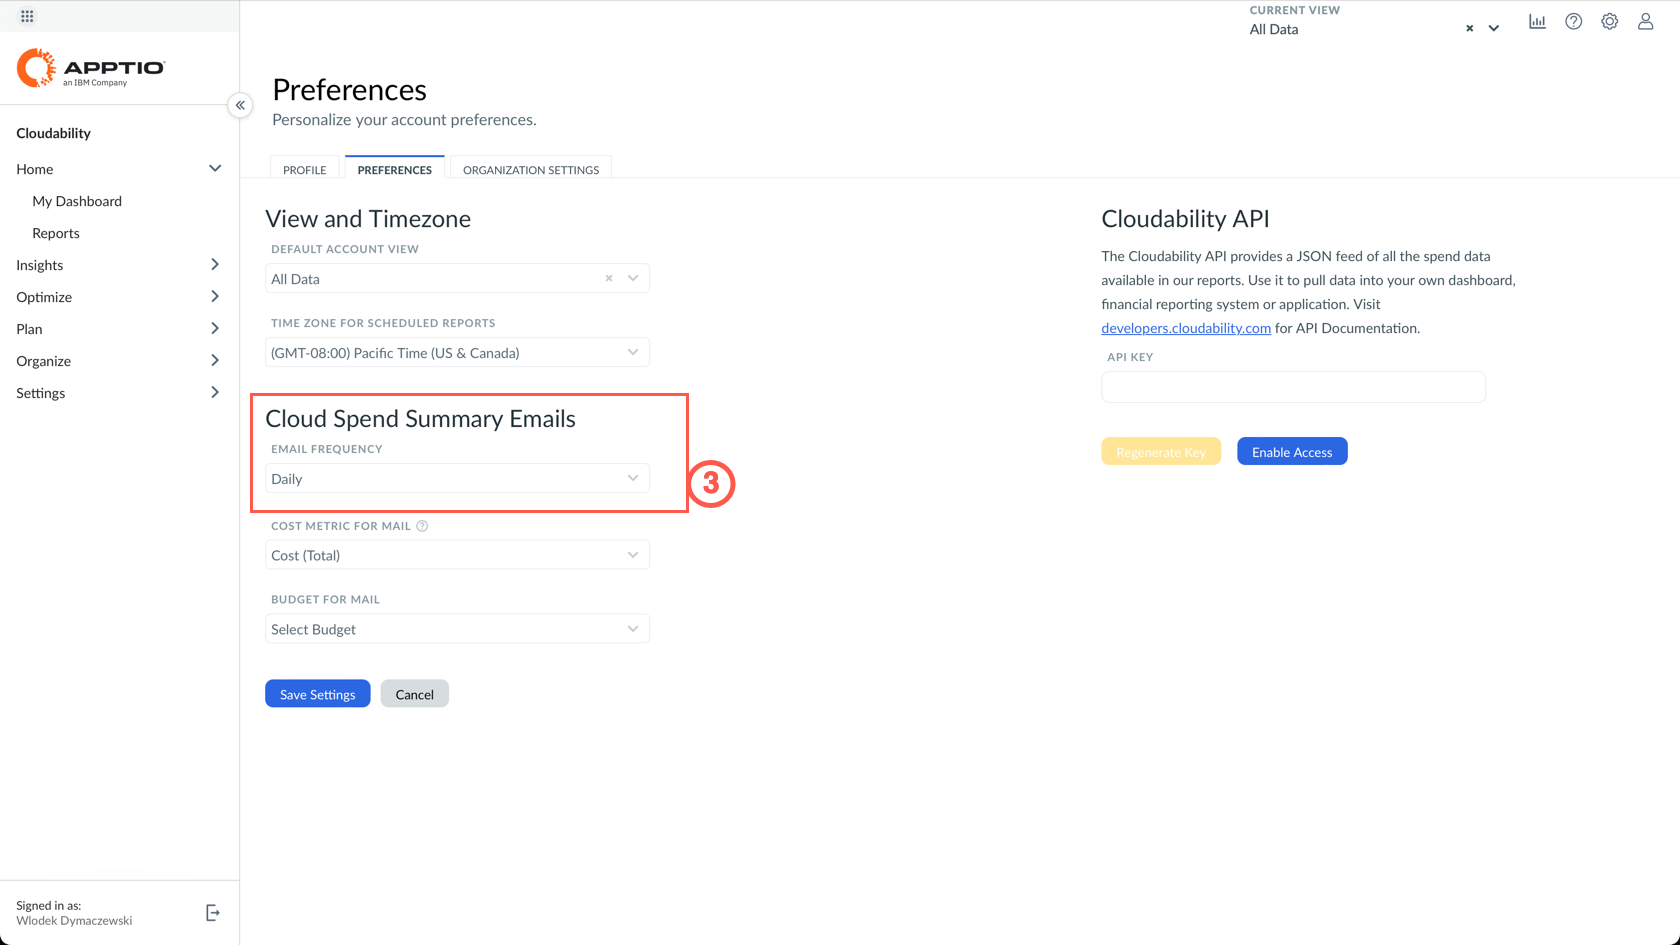 CURRENT VIEW
All Data
APPTIO
an IBM Company
Cloudability
Home
My Dashboard
Reports
Insights
Optimize
Plan
Organize
Settings
Signed in as:
Wlodek Dymaczewski
Preferences
Personalize your account preferences.
PROFILE
PREFERENCES
ORGANIZATION SETTINGS
View and Timezone
DEFAULT ACCOUNT VIEW
All Data
TIME ZONE FOR SCHEDULED REPORTS
(GMT-08:00) Pacific Time (US & Canada)
Cloud Spend Summary Emails
EMAIL FREQUENCY
Daily
3
COST METRIC FOR MAIL
Cost (Total)
BUDGET FOR MAIL
Select Budget
Save Settings
Cancel
Cloudability API
The Cloudability API provides a JSON feed of all the spend data
available in our reports. Use it to pull data into your own dashboard,
financial reporting system or application. Visit
developers.cloudability.com for API Documentation.
API KEY
Regenerate Key
Enable Access